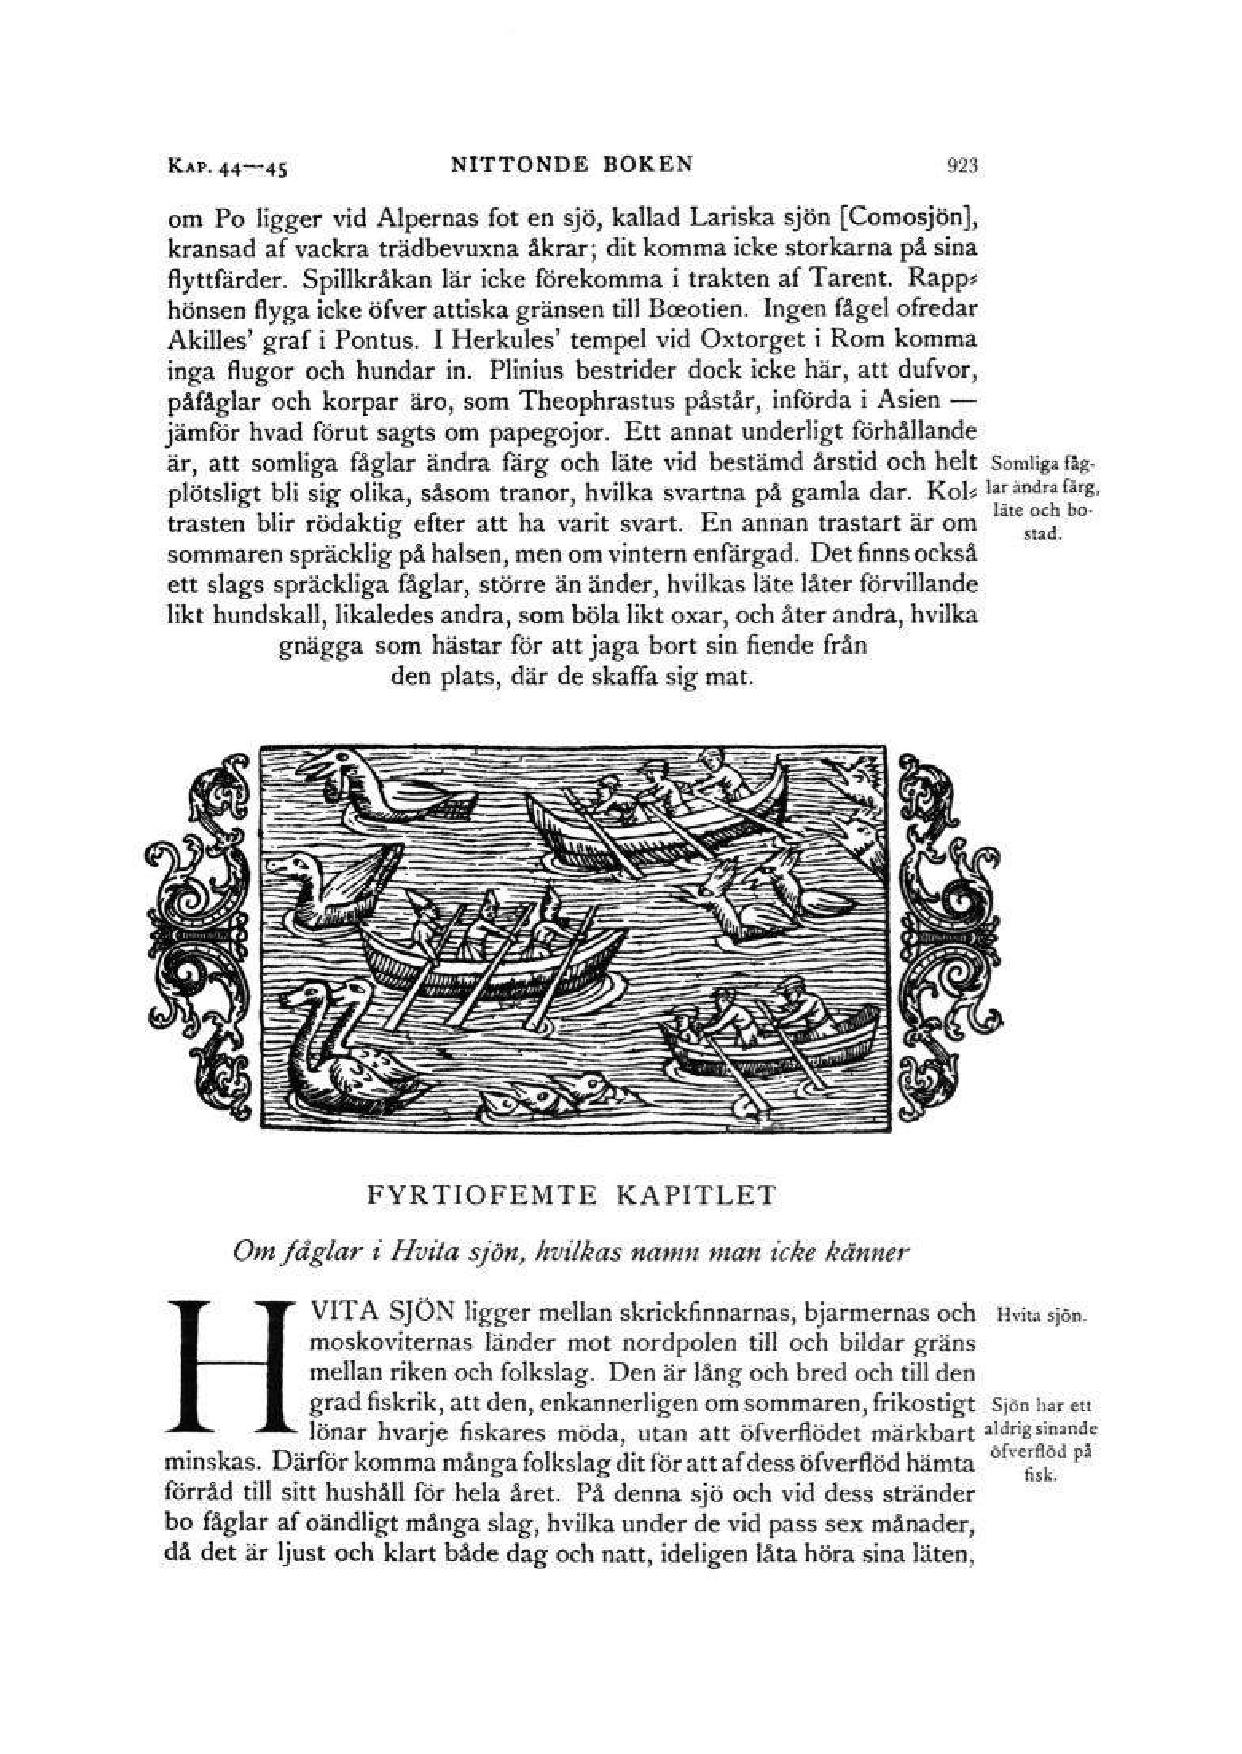 KAP. 44—45 NITTONDE BOKEN 923
om Po ligger vid Alpernas fot en sjö, kallad Lariska sjön [Comosjön],
kransad af vackra trädbevuxna åkrar; dit komma icke storkarna på sina
flyttfärder. Spillkråkan lär icke förekomma i trakten af Tarent. Rapp-
hönsen flyga icke öfver attiska gränsen till Bœotien. Ingen fågel ofredar
Akilles' graf i Pontus. I Herkules' tempel vid Oxtorget i Rom komma
inga flugor och hundar in. Plinius bestrider dock icke här, att dufvor,
påfåglar och korpar äro, som Theophrastus påstår, införda i Asien —
jämför hvad förut sagts om papegojor. Ett annat underligt förhållande
är, att somliga fåglar ändra färg och läte vid bestämd årstid och helt
plötsligt bli sig olika, såsom tranor, hvilka svartna på gamla dar. Kol-
trasten blir rödaktig efter att ha varit svart. En annan trastart är om
sommaren spräcklig på halsen, men om vintern enfärgad. Det finns också
ett slags spräckliga fåglar, större än änder, hvilkas läte låter förvillande
likt hundskall, likaledes andra, som böla likt oxar, och åter andra, hvilka
gnägga som hästar för att jaga bort sin fiende från
den plats, där de skaffa sig mat.
Somliga fåg-
lar ändra färg,
läte och bo-
stad.
FYRTIOFEMTE KAPITLET
Om fåglar i Hvita sjön, hvilkas namn man icke känner
HVITA SJÖN ligger mellan skrickfinnarnas, bjarmernas och
moskoviternas länder mot nordpolen till och bildar gräns
mellan riken och folkslag. Den är lång och bred och till den
grad fiskrik, att den, enkannerligen om sommaren, frikostigt
lönar hvarje fiskares möda, utan att öfverflödet märkbart
minskas. Därför komma många folkslag dit för att af dess öfverflöd hämta
förråd till sitt hushåll för hela året. På denna sjö och vid dess stränder
bo fåglar af oändligt många slag, hvilka under de vid pass sex månader,
då det är ljust och klart både dag och natt, ideligen låta höra sina läten,
Hvita sjön.
Sjön har ett
aldrig sinande
öfverflöd på
fisk.